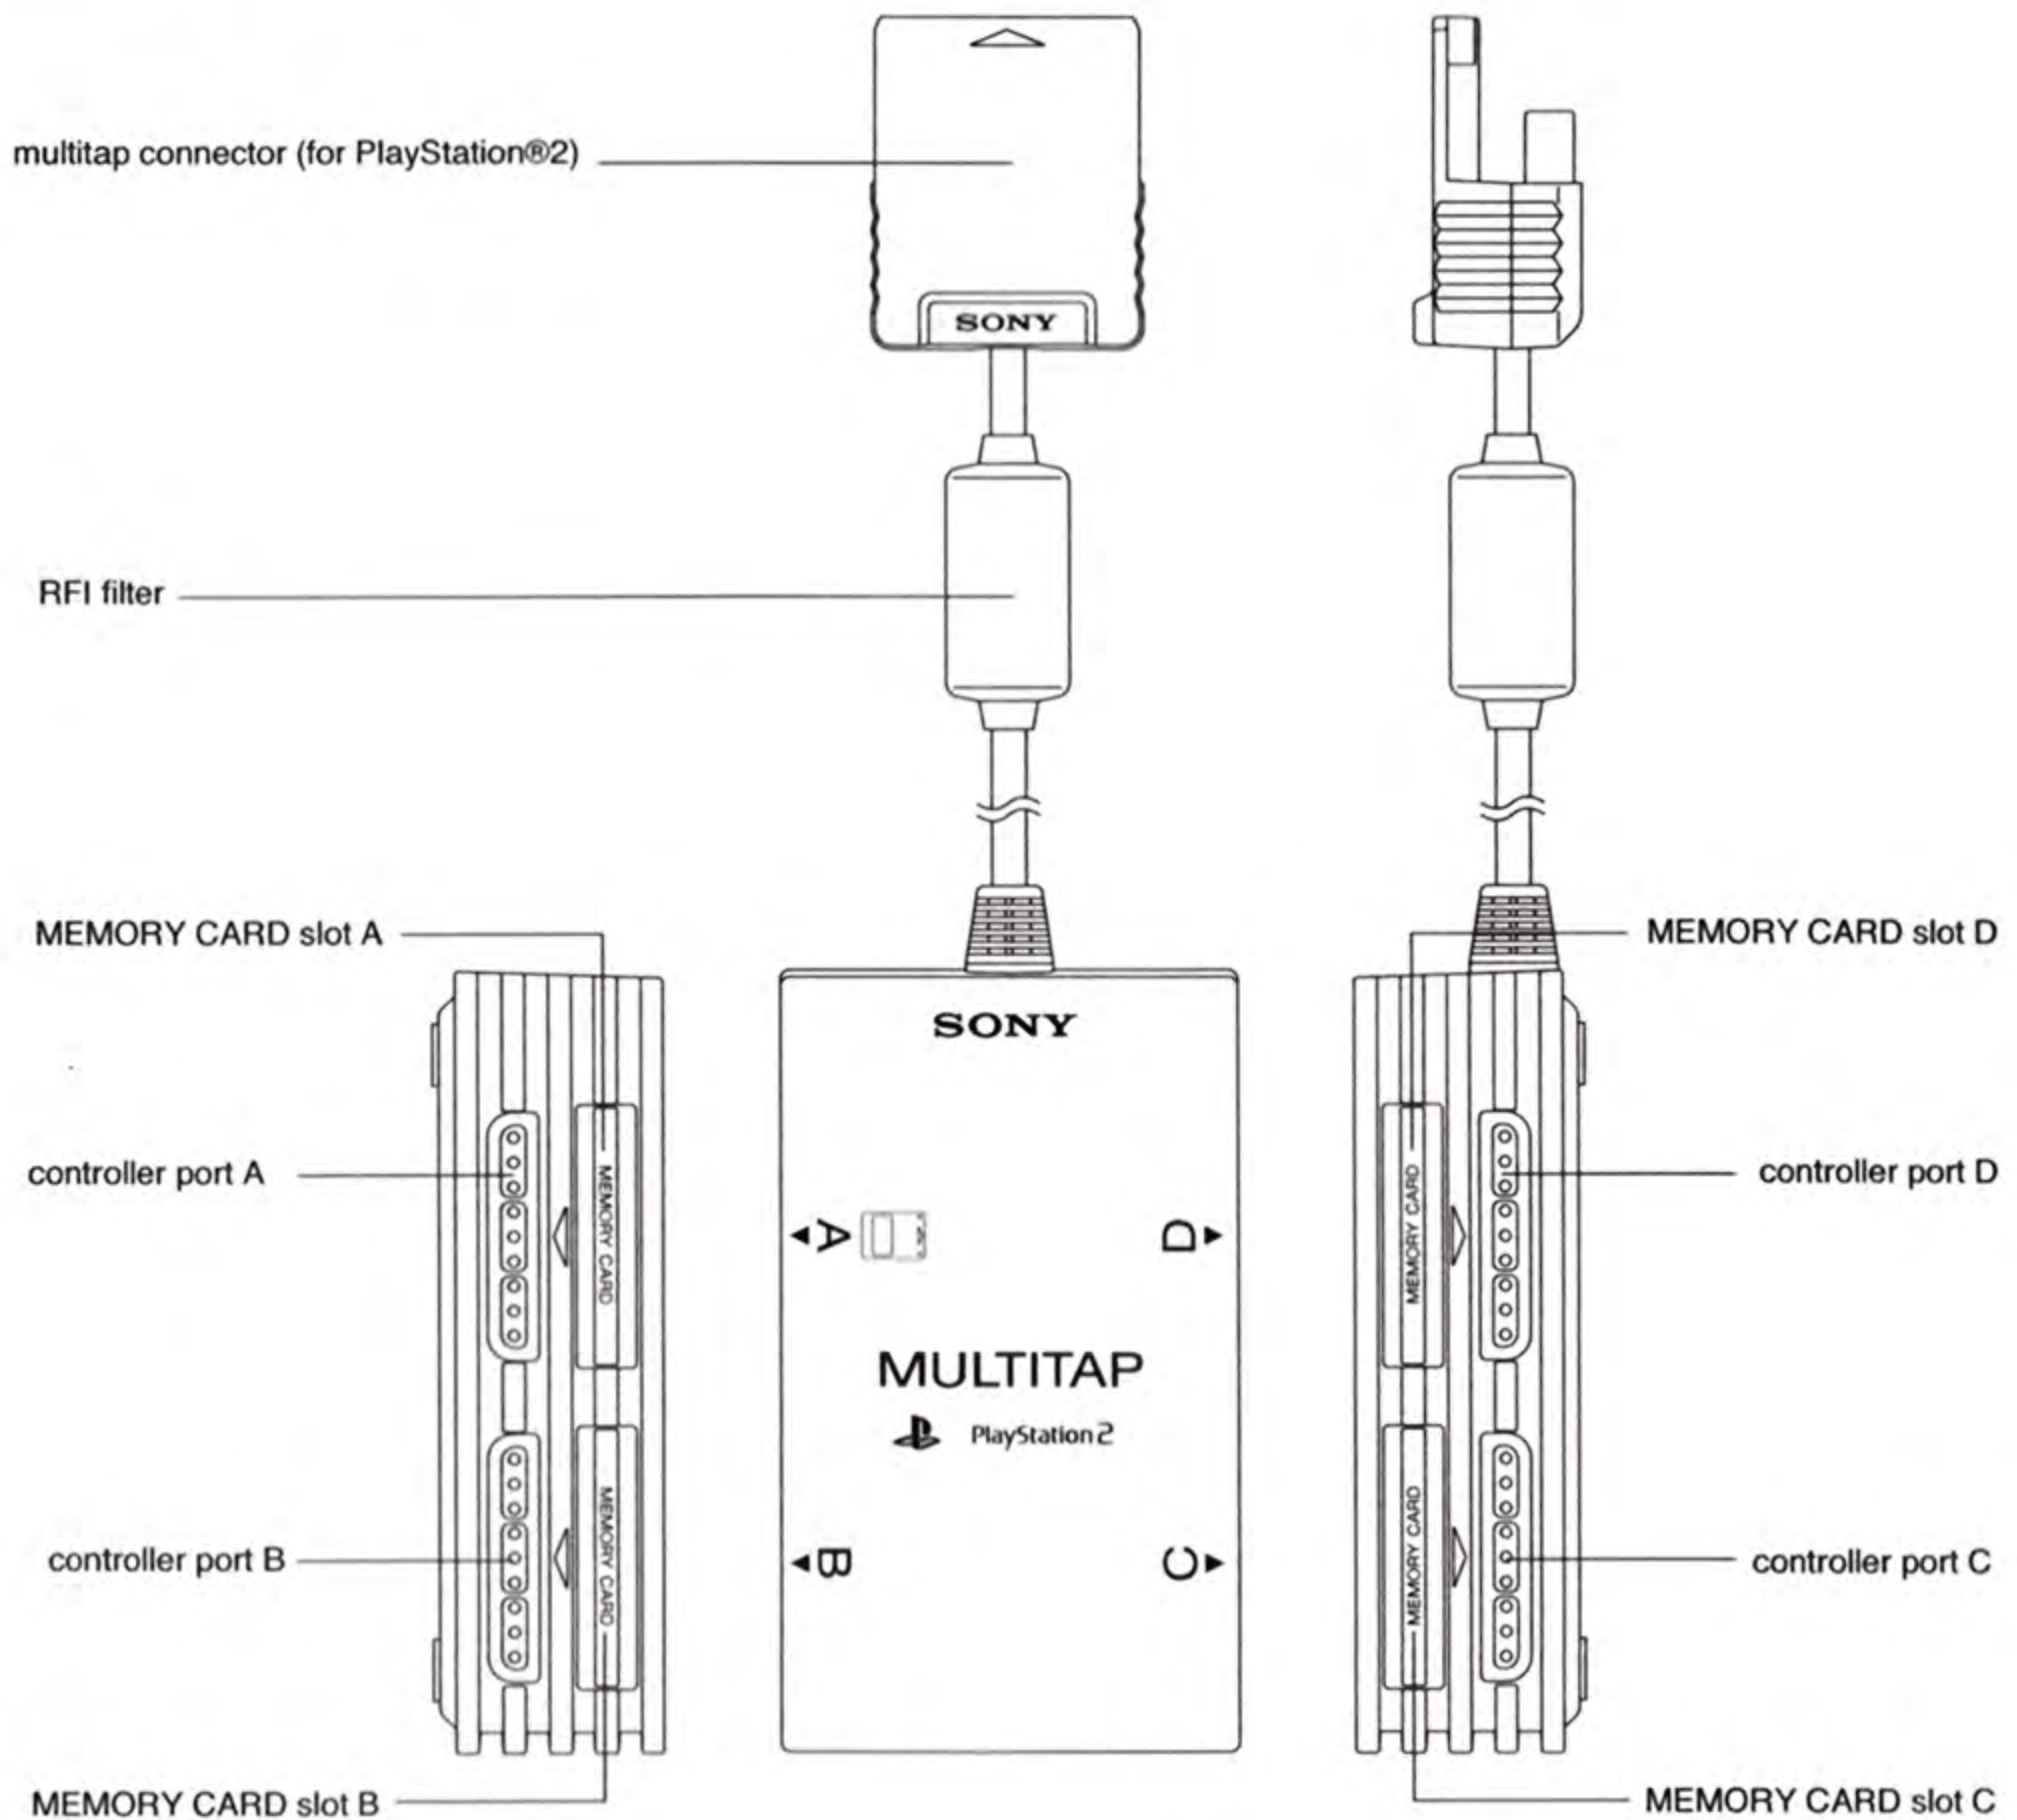 multitap connector (for PlayStation®2)
SONY
RFI filter
MEMORY CARD slot A
MEMORY CARD slot D
SONY
controller port A
controller port D
MEMORY CARD
MEMORY CARD
A
D
MULTITAP
PlayStation 2
MEMORY CARD
MEMORY CARD
controller port B
B
C
controller port C
MEMORY CARD slot B
MEMORY CARD slot C